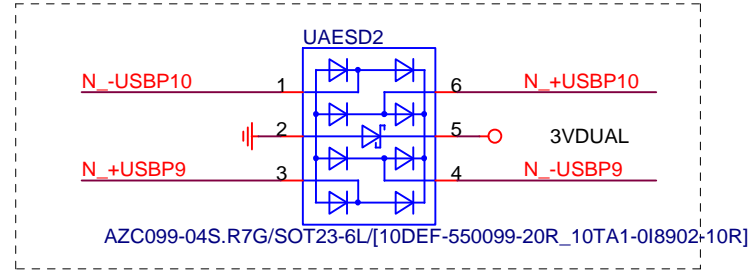 UAESD2
N_-USBP10 1 6 N_+USBP10
2 5 3VDUAL
N_+USBP9 3 4 N_-USBP9
AZC099-04S.R7G/SOT23-6L/[10DEF-550099-20R_10TA1-0I8902-10R]